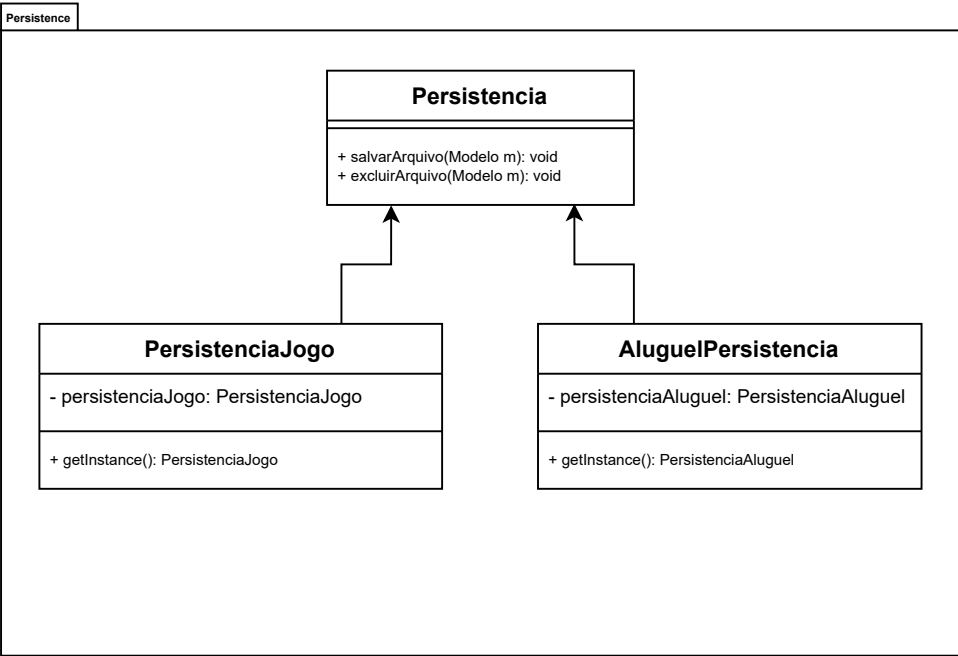 Persistence
Persistencia
+ salvarArquivo(Modelo m): void
+ excluirArquivo(Modelo m): void
PersistenciaJogo
- persistenciaJogo: PersistenciaJogo
+ getInstance(): PersistenciaJogo
AluguelPersistencia
- persistenciaAluguel: PersistenciaAluguel
+ getInstance(): PersistenciaAluguel